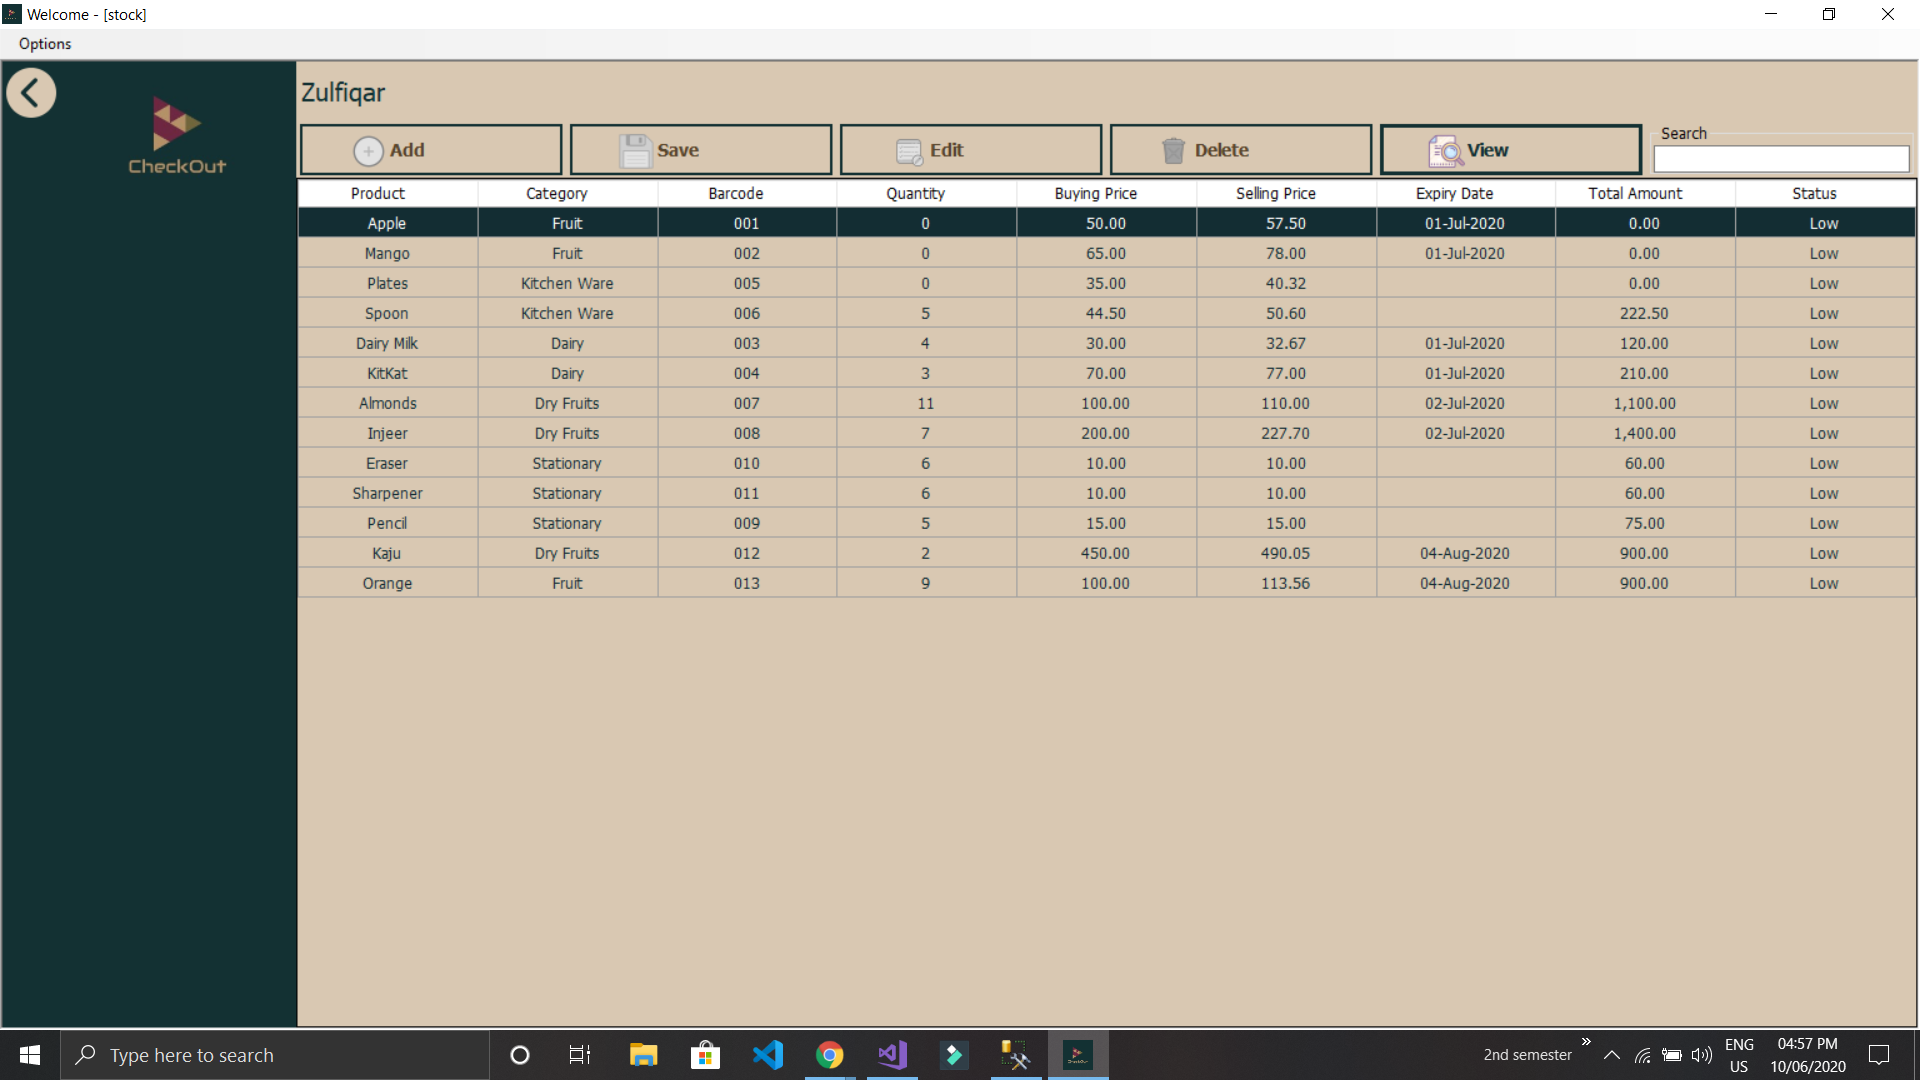 Welcome - [stock]
Options
CheckOut
Zulfiqar
Add Save Edit Delete View Search
Product Category Barcode Quantity Buying Price Selling Price Expiry Date Total Amount Status
Apple Fruit 001 0 50.00 57.50 01-Jul-2020 0.00 Low
Mango Fruit 002 0 65.00 78.00 01-Jul-2020 0.00 Low
Plates Kitchen Ware 005 0 35.00 40.32 0.00 Low
Spoon Kitchen Ware 006 5 44.50 50.60 222.50 Low
Dairy Milk Dairy 003 4 30.00 32.67 01-Jul-2020 120.00 Low
KitKat Dairy 004 3 70.00 77.00 01-Jul-2020 210.00 Low
Almonds Dry Fruits 007 11 100.00 110.00 02-Jul-2020 1,100.00 Low
Injeer Dry Fruits 008 7 200.00 227.70 02-Jul-2020 1,400.00 Low
Eraser Stationary 010 6 10.00 10.00 60.00 Low
Sharpener Stationary 011 6 10.00 10.00 60.00 Low
Pencil Stationary 009 5 15.00 15.00 75.00 Low
Kaju Dry Fruits 012 2 450.00 490.05 04-Aug-2020 900.00 Low
Orange Fruit 013 9 100.00 113.56 04-Aug-2020 900.00 Low
Type here to search
2nd semester
ENG
US
04:57 PM
10/06/2020